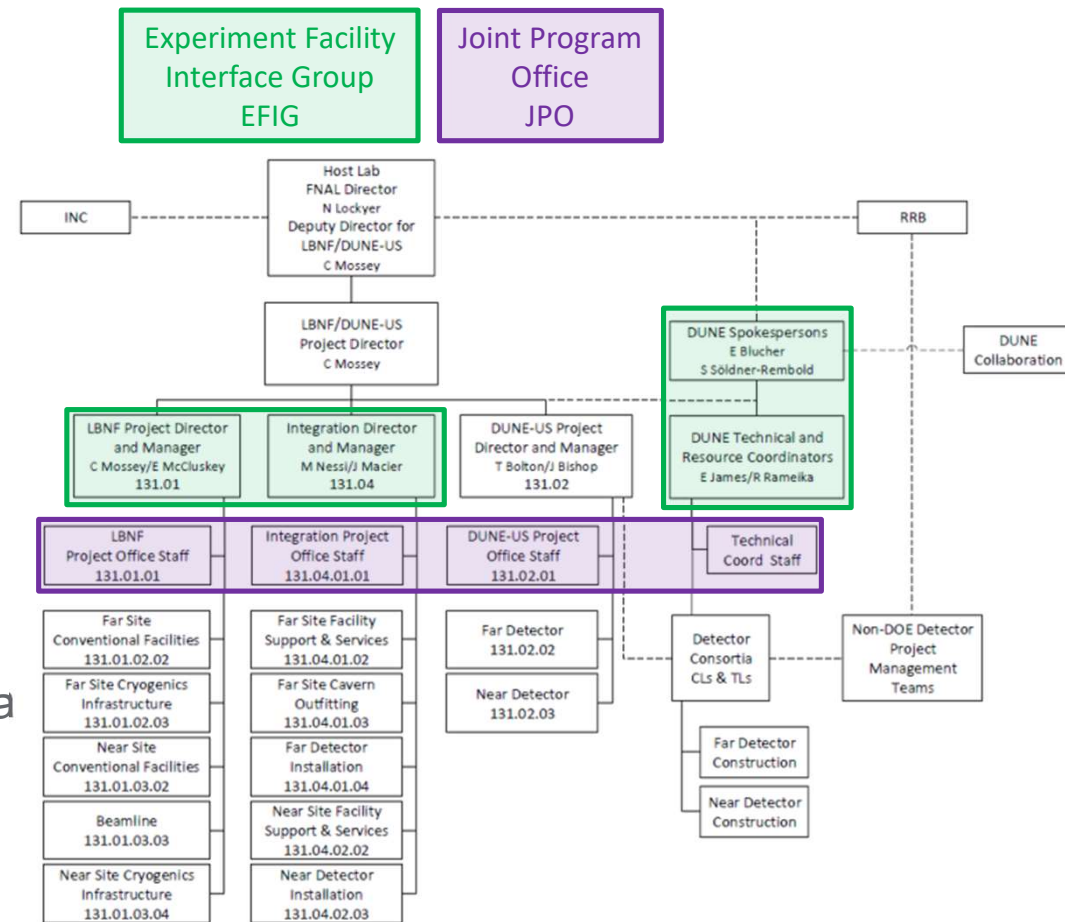 Experiment Facility
Interface Group
EFIG
Joint Program
Office
JPO
Host Lab
FNAL Director
N Lockyer
Deputy Director for
LBNF/DUNE-US
C Mossey
INC
RRB
LBNF/DUNE-US
Project Director
C Mossey
DUNE Spokespersons
E Blucher
S Söldner-Rembold
DUNE
Collaboration
LBNF Project Director
and Manager
C Mossey/E McCluskey
131.01
Integration Director
and Manager
M Nessi/J Macier
131.04
DUNE-US Project
Director and Manager
T Bolton/J Bishop
131.02
DUNE Technical and
Resource Coordinators
E James/R Rameika
LBNF
Project Office Staff
131.01.01
Integration Project
Office Staff
131.04.01.01
DUNE-US Project
Office Staff
131.02.01
Technical
Coord Staff
Far Site
Conventional Facilities
131.01.02.02
Far Site Cryogenics
Infrastructure
131.01.02.03
Near Site
Conventional Facilities
131.01.03.02
Beamline
131.01.03.03
Near Site Cryogenics
Infrastructure
131.01.03.04
Far Site Facility
Support & Services
131.04.01.02
Far Site Cavern
Outfitting
131.04.01.03
Far Detector
Installation
131.04.01.04
Near Site Facility
Support & Services
131.04.02.02
Near Detector
Installation
131.04.02.03
Far Detector
131.02.02
Near Detector
131.02.03
Detector
Consortia
CLs & TLs
Non-DOE Detector
Project
Management
Teams
Far Detector
Construction
Near Detector
Construction
a